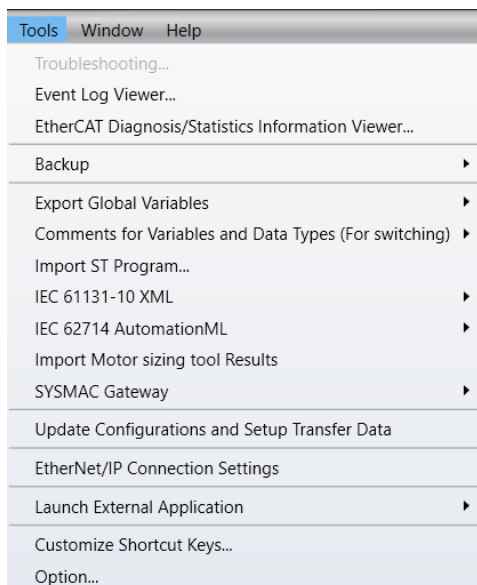 Tools Window Help
Troubleshooting...
Event Log Viewer...
EtherCAT Diagnosis/Statistics Information Viewer...
Backup
Export Global Variables
Comments for Variables and Data Types (For switching)
Import ST Program...
IEC 61131-10 XML
IEC 62714 AutomationML
Import Motor sizing tool Results
SYSMAC Gateway
Update Configurations and Setup Transfer Data
EtherNet/IP Connection Settings
Launch External Application
Customize Shortcut Keys...
Option...